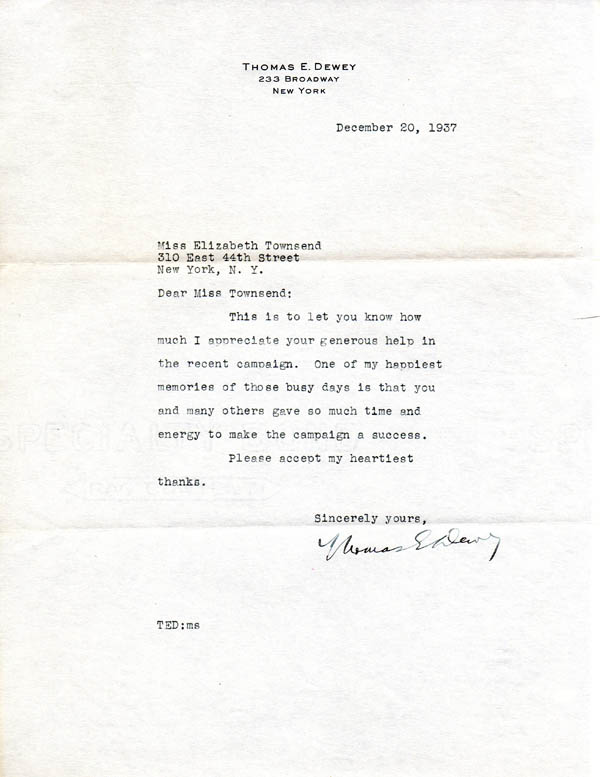 THOMAS E. DEWEY
233 BROADWAY
NEW YORK
December 20, 1937
Miss Elizabeth Townsend
310 East 44th Street
New York, N. Y.
Dear Miss Townsend:
This is to let you know how
much I appreciate your generous help in
the recent campaign. One of my happiest
memories of those busy days is that you
and many others gave so much time and
energy to make the campaign a success.
Please accept my heartiest
thanks.
Sincerely yours,
Thomas E Dewey
TED:ms